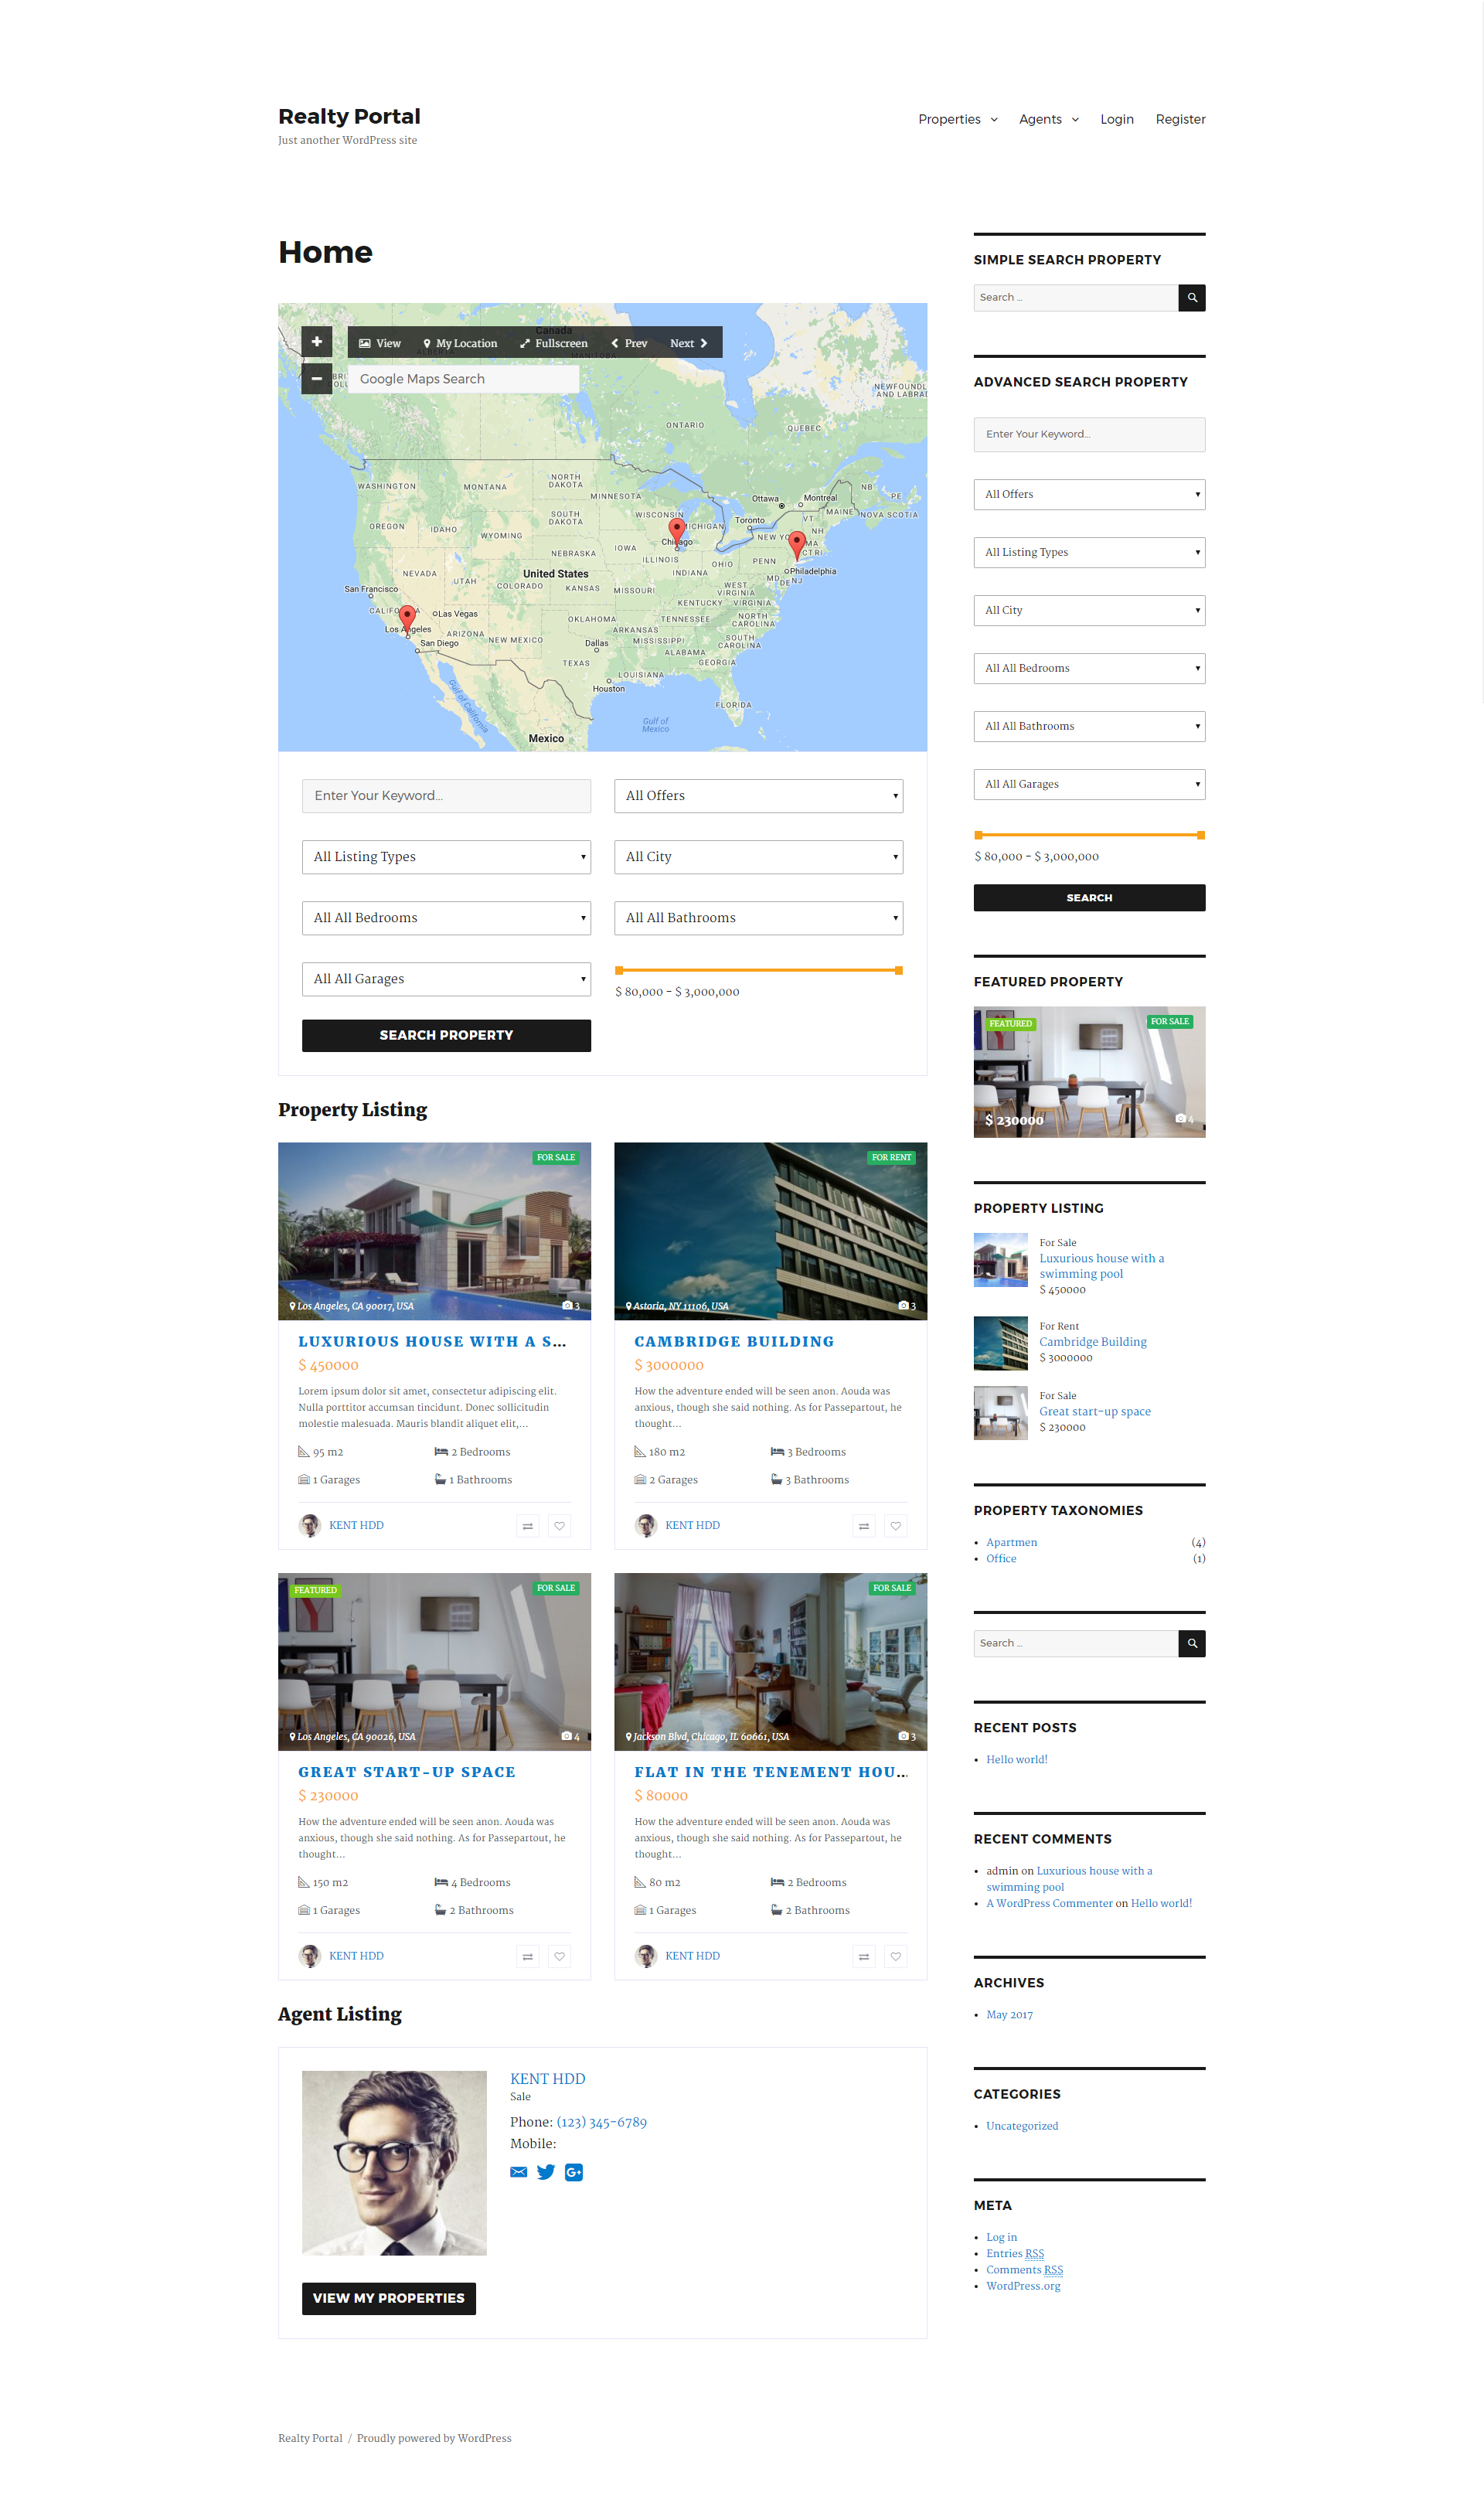 Realty Portal
Just another WordPress site
Properties
Agents
Login
Register
Home
View
My Location
Fullscreen
Prev
Next
Google Maps Search
Canada
ALBERTA
MANITOBA
NEWFOUNDL
AND LABRAD
ONTARIO
QUEBEC
WASHINGTON
MONTANA
NORTH
DAKOTA
MINNESOTA
Ottawa
Montreal
NB
PE
NOVA SCOTIA
MAINE
OREGON
IDAHO
SOUTH
DAKOTA
WISCONSIN
MICHIGAN
Toronto
VT
NH
WYOMING
Chicago
NEW YO
MA
CT RI
NEBRASKA
IOWA
ILLINOIS
INDIANA
OHIO
PENN
Philadelphia
NEVADA
UTAH
United States
COLORADO
KANSAS
MISSOURI
WEST
VIRGINIA
MD
DE
NJ
San Francisco
KENTUCKY
VIRGINIA
CALIFO
A
Las Vegas
OKLAHOMA
TENNESSEE
NORTH
CAROLINA
Los Angeles
ARIZONA
NEW MEXICO
ARKANSAS
San Diego
Dallas
MISSISSIPPI
SOUTH
CAROLINA
ALABAMA
TEXAS
GEORGIA
LOUISIANA
Houston
FLORIDA
Gulf of
California
Gulf of
Mexico
Mexico
Enter Your Keyword...
All Offers
All Listing Types
All City
All All Bedrooms
All All Bathrooms
All All Garages
$ 80,000 - $ 3,000,000
SEARCH PROPERTY
Property Listing
FOR SALE
Los Angeles, CA 90017, USA
3
LUXURIOUS HOUSE WITH A S...
$ 450000
Lorem ipsum dolor sit amet, consectetur adipiscing elit.
Nulla porttitor accumsan tincidunt. Donec sollicitudin
molestie malesuada. Mauris blandit aliquet elit,...
95 m2
2 Bedrooms
1 Garages
1 Bathrooms
KENT HDD
FOR RENT
Astoria, NY 11106, USA
3
CAMBRIDGE BUILDING
$ 3000000
How the adventure ended will be seen anon. Aouda was
anxious, though she said nothing. As for Passepartout, he
thought...
180 m2
3 Bedrooms
2 Garages
3 Bathrooms
KENT HDD
FEATURED
FOR SALE
Los Angeles, CA 90026, USA
4
GREAT START-UP SPACE
$ 230000
How the adventure ended will be seen anon. Aouda was
anxious, though she said nothing. As for Passepartout, he
thought...
150 m2
4 Bedrooms
1 Garages
2 Bathrooms
KENT HDD
FOR SALE
Jackson Blvd, Chicago, IL 60661, USA
3
FLAT IN THE TENEMENT HOU...
$ 80000
How the adventure ended will be seen anon. Aouda was
anxious, though she said nothing. As for Passepartout, he
thought...
80 m2
2 Bedrooms
1 Garages
2 Bathrooms
KENT HDD
Agent Listing
KENT HDD
Sale
Phone: (123) 345-6789
Mobile:
VIEW MY PROPERTIES
SIMPLE SEARCH PROPERTY
Search ...
ADVANCED SEARCH PROPERTY
Enter Your Keyword...
All Offers
All Listing Types
All City
All All Bedrooms
All All Bathrooms
All All Garages
$ 80,000 - $ 3,000,000
SEARCH
FEATURED PROPERTY
FEATURED
FOR SALE
$ 230000
4
PROPERTY LISTING
For Sale
Luxurious house with a
swimming pool
$ 450000
For Rent
Cambridge Building
$ 3000000
For Sale
Great start-up space
$ 230000
PROPERTY TAXONOMIES
Apartmen (4)
Office (1)
Search ...
RECENT POSTS
Hello world!
RECENT COMMENTS
admin on Luxurious house with a
swimming pool
A WordPress Commenter on Hello world!
ARCHIVES
May 2017
CATEGORIES
Uncategorized
META
Log in
Entries RSS
Comments RSS
WordPress.org
Realty Portal / Proudly powered by WordPress